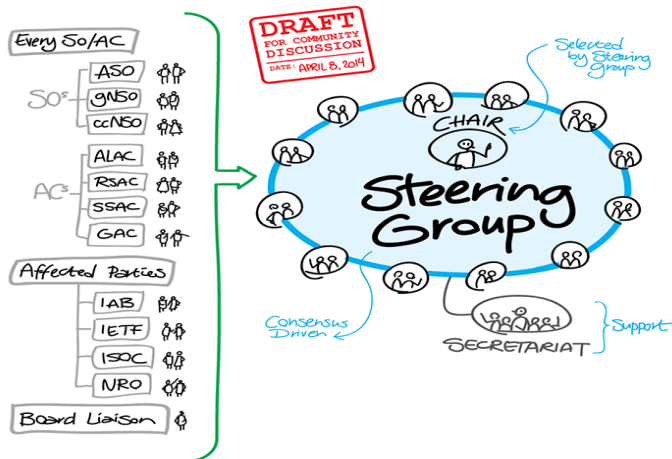 Every SO/AC
SOs
ASO
gNSO
ccNSO
ACs
ALAC
RSAC
SSAC
GAC
Affected Parties
IAB
IETF
ISOC
NRO
Board Liaison
DRAFT
FOR COMMUNITY
DISCUSSION
DATE: APRIL 8, 2014
Selected
by Steering
Group
CHAIR
Steering
Group
Consensus
Driven
SECRETARIAT
Support